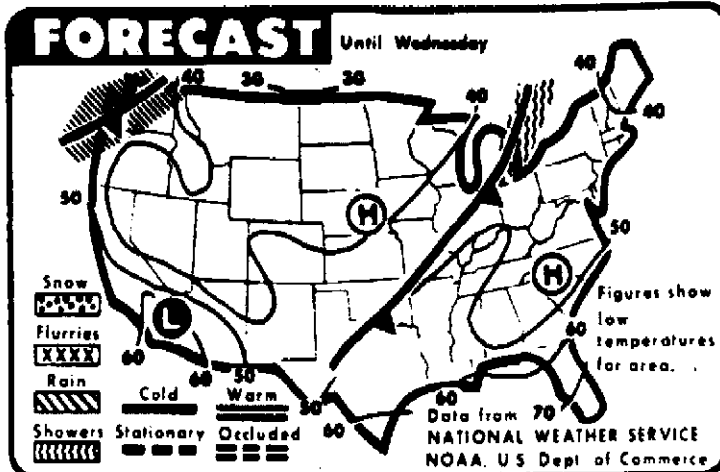 FORECAST
Until Wednesday
40
30
30
40
40
40
50
50
H
H
L
Snow
Flurries
XXXX
Rain
Showers
60
60
50
50
60
60
60
70
Cold
Warm
Stationary
Occluded
Figures show
low
temperatures
for area.
Data from
NATIONAL WEATHER SERVICE
NOAA, U S Dept of Commerce